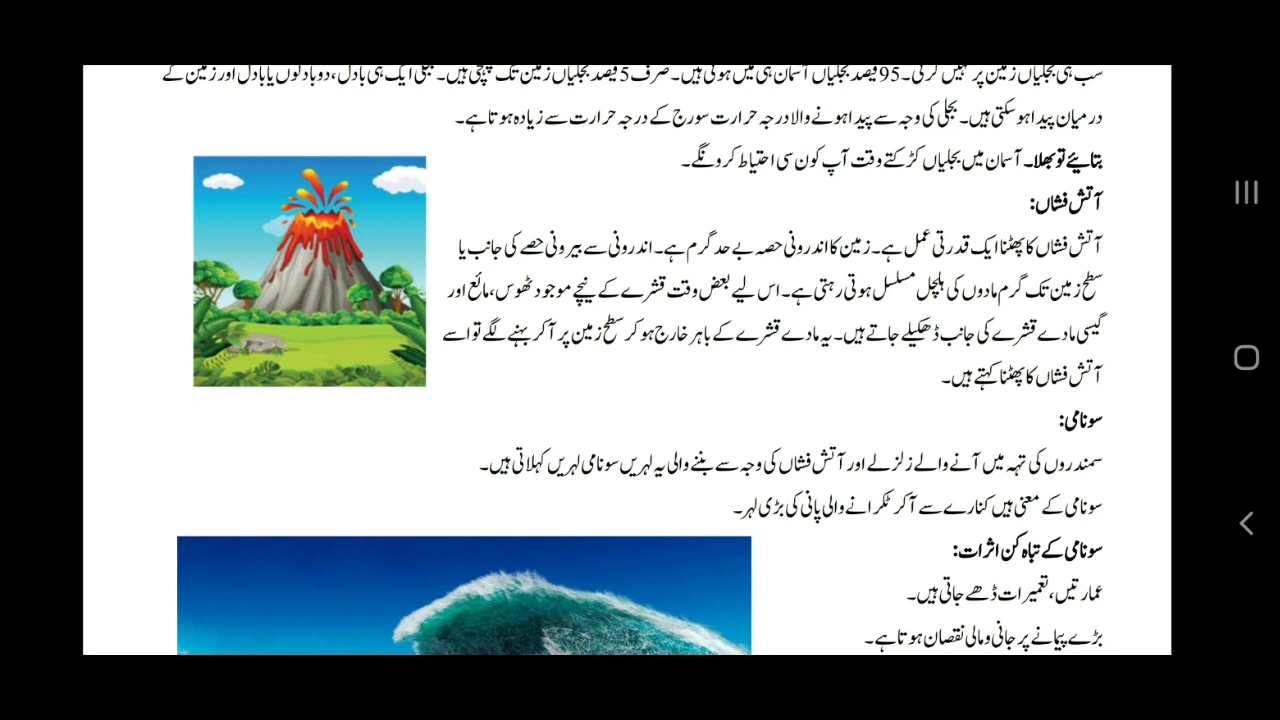 سب ہی بجلیاں زمین پر نہیں گرتی۔ 95 فیصد بجلیاں آسمان ہی میں ہوتی ہیں۔ صرف 5 فیصد بجلیاں زمین تک پہنچتی ہیں۔ بجلی ایک ہی بادل، دو بادلوں یا بادل اور زمین کے
درمیان پیدا ہو سکتی ہیں۔ بجلی کی وجہ سے پیدا ہونے والا درجہ حرارت سورج کے درجہ حرارت سے زیادہ ہوتا ہے۔
بتائیے تو بھلا۔ آسمان میں بجلیاں کڑکتے وقت آپ کون سی احتیاط کرو نگے۔
آتش فشاں:
آتش فشاں کا پھٹنا ایک قدرتی عمل ہے۔ زمین کا اندرونی حصہ بے حد گرم ہے۔ اندرونی سے بیرونی حصے کی جانب یا
سطح زمین تک گرم مادوں کی ہلچل مسلسل ہوتی رہتی ہے۔ اس لیے بعض وقت قشرے کے نیچے موجود ٹھوس، مائع اور
گیسی مادے قشرے کی جانب ڈھکیلے جاتے ہیں۔ یہ مادے قشرے کے باہر خارج ہو کر سطح زمین پر آ کر بہنے لگے تو اسے
آتش فشاں کا پھٹنا کہتے ہیں۔
سونامی:
سمندروں کی تہہ میں آنے والے زلزلے اور آتش فشاں کی وجہ سے بننے والی یہ لہریں سونامی لہریں کہلاتی ہیں۔
سونامی کے معنی ہیں کنارے سے آ کر ٹکرانے والی پانی کی بڑی لہر۔
سونامی کے تباہ کن اثرات:
عمارتیں، تعمیرات ڈھے جاتی ہیں۔
بڑے پیمانے پر جانی و مالی نقصان ہوتا ہے۔